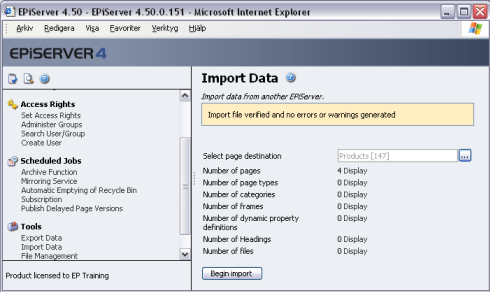 EPiServer 4.50 - EPiServer 4.50.0.151 - Microsoft Internet Explorer
Arkiv Redigera Visa Favoriter Verktyg Hjälp
EPiSERVER 4
Access Rights
Set Access Rights
Administer Groups
Search User/Group
Create User
Scheduled Jobs
Archive Function
Mirroring Service
Automatic Emptying of Recycle Bin
Subscription
Publish Delayed Page Versions
Tools
Export Data
Import Data
File Management
Product licensed to EP Training
Import Data
Import data from another EPiServer.
Import file verified and no errors or warnings generated
Select page destination Products [147] ...
Number of pages 4 Display
Number of page types 0 Display
Number of categories 0 Display
Number of frames 0 Display
Number of dynamic property 0 Display
definitions
Number of Headings 0 Display
Number of files 0 Display
Begin import